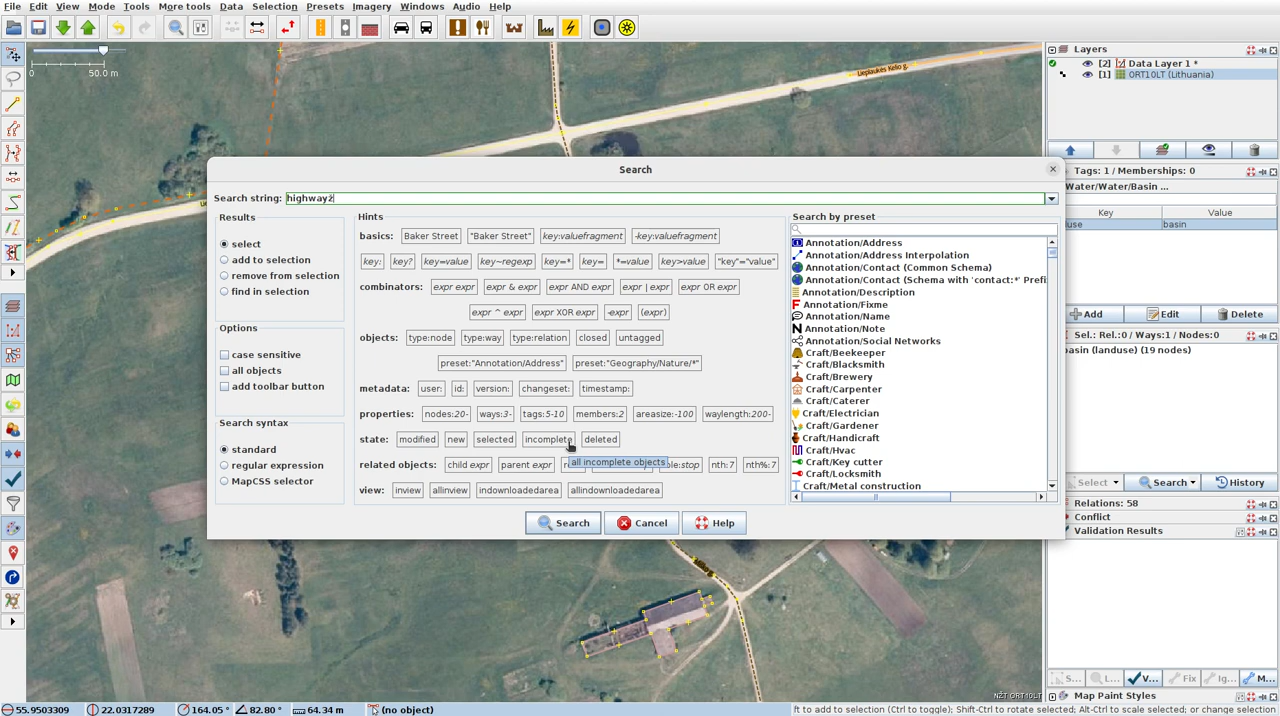 File Edit View Mode Tools More tools Data Selection Presets Imagery Windows Audio Help
0 50.0 m
Lieplaukės Kelio g.
Layers
[2] Data Layer 1 *
[1] ORT10LT (Lithuania)
Search
Search string: highwayž
Results
select
add to selection
remove from selection
find in selection
Options
case sensitive
all objects
add toolbar button
Search syntax
standard
regular expression
MapCSS selector
Hints
basics: Baker Street "Baker Street" key:valuefragment -key:valuefragment
key: key? key=value key~regexp key=* key= *=value key>value "key"="value"
combinators: expr expr expr & expr expr AND expr expr | expr expr OR expr
expr ^ expr expr XOR expr -expr (expr)
objects: type:node type:way type:relation closed untagged
preset:"Annotation/Address" preset:"Geography/Nature/*"
metadata: user: id: version: changeset: timestamp:
properties: nodes:20- ways:3- tags:5-10 members:2 areasize:-100 waylength:200-
state: modified new selected incomplete deleted
all incomplete objects
related objects: child expr parent expr le:stop nth:7 nth%:7
view: inview allinview indownloadedarea allindownloadedarea
Search by preset
Annotation/Address
Annotation/Address Interpolation
Annotation/Contact (Common Schema)
Annotation/Contact (Schema with 'contact:*' Prefi
Annotation/Description
Annotation/Fixme
Annotation/Name
Annotation/Note
Annotation/Social Networks
Craft/Beekeeper
Craft/Blacksmith
Craft/Brewery
Craft/Carpenter
Craft/Caterer
Craft/Electrician
Craft/Gardener
Craft/Handicraft
Craft/Hvac
Craft/Key cutter
Craft/Locksmith
Craft/Metal construction
Search Cancel Help
Tags: 1 / Memberships: 0
Water/Water/Basin ...
Key Value
use basin
Add Edit Delete
Sel.: Rel.:0 / Ways:1 / Nodes:0
basin (landuse) (19 nodes)
Select Search History
Relations: 58
Conflict
Validation Results
S... L... V... Fix Ig... M...
Map Paint Styles
NŽT ORT10LT
55.9503309 22.0317289 164.05° 82.80° 64.34 m (no object) ft to add to selection (Ctrl to toggle); Shift-Ctrl to rotate selected; Alt-Ctrl to scale selected; or change selection